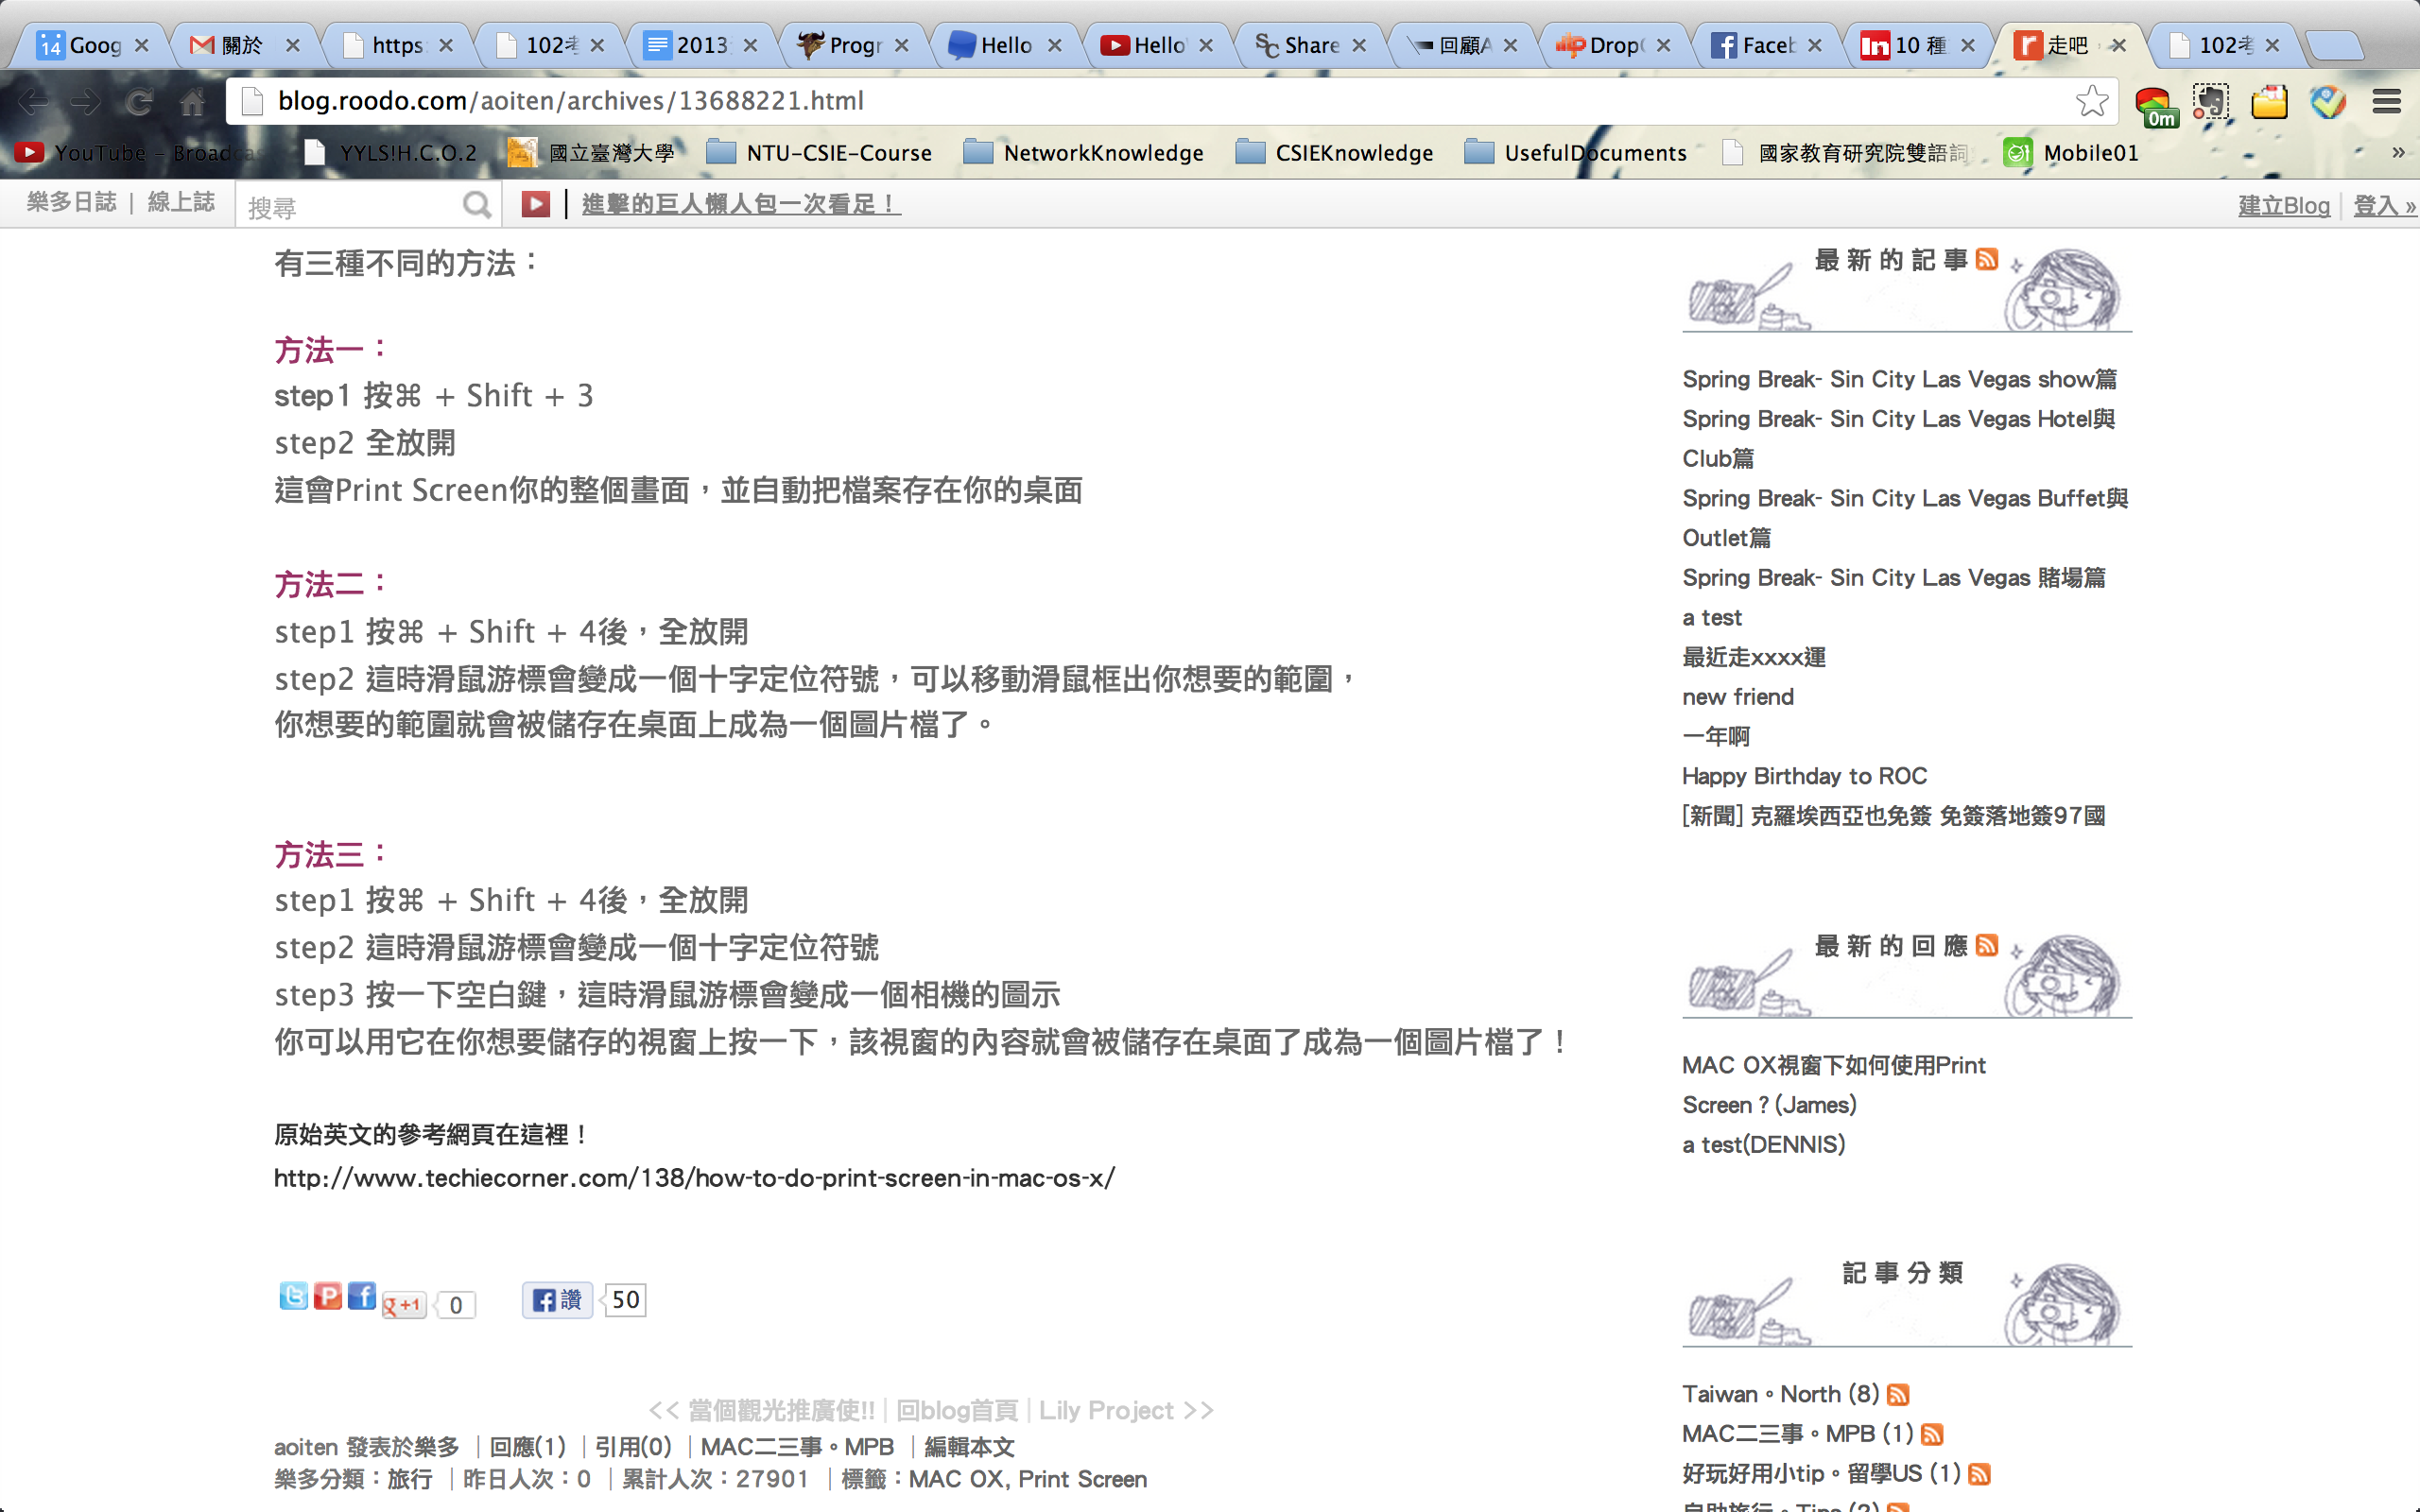 Goog
關於
https
102考
2013
Progr
Hello
Hello
Share
回顧A
Drop
Faceb
10 種
走吧
102考
blog.roodo.com/aoiten/archives/13688221.html
0m
YouTube - Broadcas
YYLS!H.C.O.2
國立臺灣大學
NTU-CSIE-Course
NetworkKnowledge
CSIEKnowledge
UsefulDocuments
國家教育研究院雙語詞
Mobile01
»
樂多日誌 | 線上誌
搜尋
進擊的巨人懶人包一次看足！
建立Blog | 登入 »
有三種不同的方法：
方法一：
step1 按⌘ + Shift + 3
step2 全放開
這會Print Screen你的整個畫面，並自動把檔案存在你的桌面
方法二：
step1 按⌘ + Shift + 4後，全放開
step2 這時滑鼠游標會變成一個十字定位符號，可以移動滑鼠框出你想要的範圍，
你想要的範圍就會被儲存在桌面上成為一個圖片檔了。
方法三：
step1 按⌘ + Shift + 4後，全放開
step2 這時滑鼠游標會變成一個十字定位符號
step3 按一下空白鍵，這時滑鼠游標會變成一個相機的圖示
你可以用它在你想要儲存的視窗上按一下，該視窗的內容就會被儲存在桌面了成為一個圖片檔了！
原始英文的參考網頁在這裡！
http://www.techiecorner.com/138/how-to-do-print-screen-in-mac-os-x/
+1 0
讚 50
<< 當個觀光推廣使!! | 回blog首頁 | Lily Project >>
aoiten 發表於樂多 │回應(1) │引用(0) │MAC二三事。MPB │編輯本文
樂多分類：旅行 │昨日人次：0 │累計人次：27901 │標籤：MAC OX, Print Screen
最新的記事
Spring Break- Sin City Las Vegas show篇
Spring Break- Sin City Las Vegas Hotel與
Club篇
Spring Break- Sin City Las Vegas Buffet與
Outlet篇
Spring Break- Sin City Las Vegas 賭場篇
a test
最近走xxxx運
new friend
一年啊
Happy Birthday to ROC
[新聞] 克羅埃西亞也免簽 免簽落地簽97國
最新的回應
MAC OX視窗下如何使用Print
Screen？(James)
a test(DENNIS)
記事分類
Taiwan。North (8)
MAC二三事。MPB (1)
好玩好用小tip。留學US (1)
自助旅行。Tips (2)